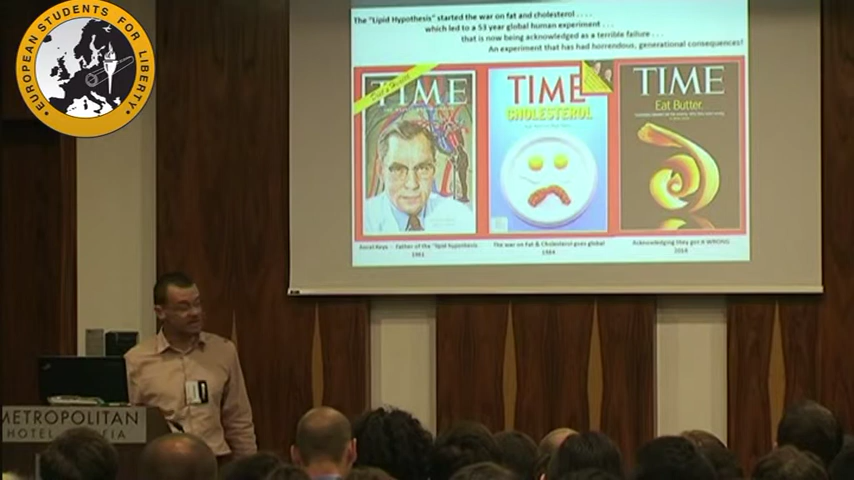 EUROPEAN STUDENTS FOR LIBERTY
The "Lipid Hypothesis" started the war on fat and cholesterol . . . .
which led to a 53 year global human experiment . . .
that is now being acknowledged as a terrible failure . . .
An experiment that has had horrendous, generational consequences!
TIME
TIME
CHOLESTEROL
TIME
Eat Butter.
Ancel Keys - Father of the "lipid hypothesis
1961
The war on Fat & Cholesterol goes global
1984
Acknowledging they got it WRONG
2014
METROPOLITAN
HOTEL
FIA